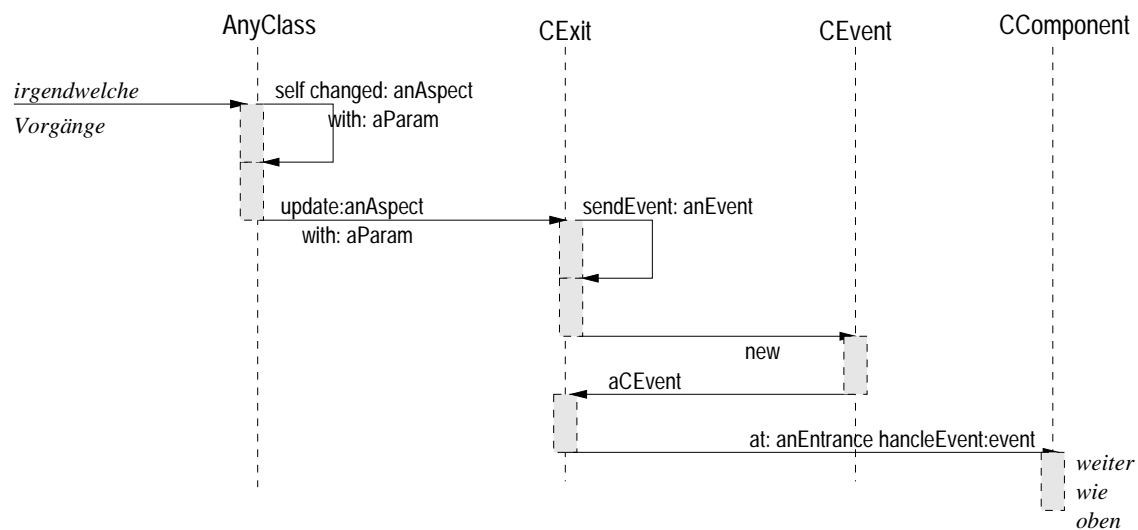 AnyClass CExit CEvent CComponent
irgendwelche
Vorgänge
self changed: anAspect
with: aParam
update:anAspect
with: aParam
sendEvent: anEvent
new
aCEvent
at: anEntrance hancleEvent:event
weiter
wie
oben